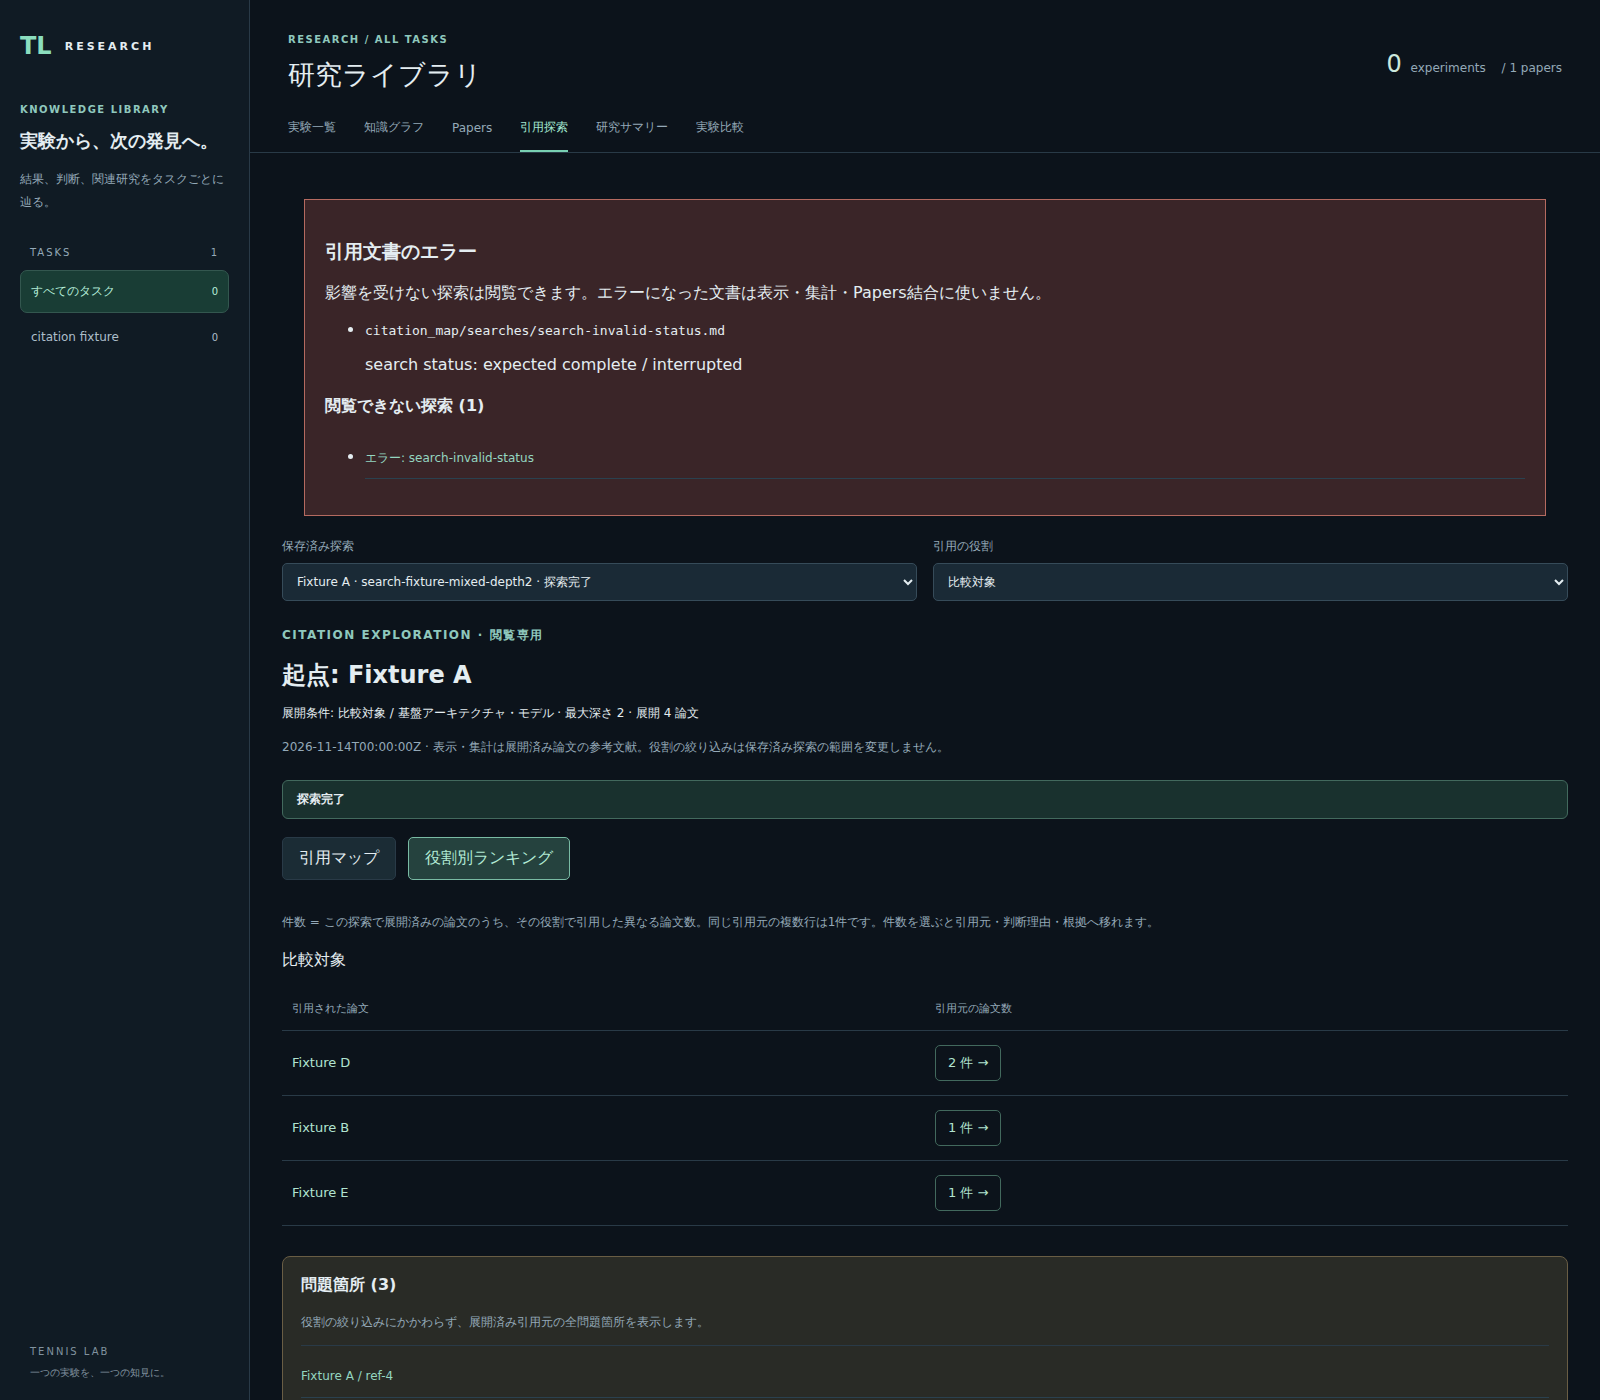 TL RESEARCH
KNOWLEDGE LIBRARY
実験から、次の発見へ。
結果、判断、関連研究をタスクごとに
辿る。
TASKS 1
すべてのタスク 0
citation fixture 0
TENNIS LAB
一つの実験を、一つの知見に。
RESEARCH / ALL TASKS
研究ライブラリ
0 experiments / 1 papers
実験一覧 知識グラフ Papers 引用探索 研究サマリー 実験比較
引用文書のエラー
影響を受けない探索は閲覧できます。エラーになった文書は表示・集計・Papers結合に使いません。
citation_map/searches/search-invalid-status.md
search status: expected complete / interrupted
閲覧できない探索 (1)
エラー: search-invalid-status
保存済み探索 引用の役割
Fixture A · search-fixture-mixed-depth2 · 探索完了 比較対象
CITATION EXPLORATION · 閲覧専用
起点: Fixture A
展開条件: 比較対象 / 基盤アーキテクチャ・モデル · 最大深さ 2 · 展開 4 論文
2026-11-14T00:00:00Z · 表示・集計は展開済み論文の参考文献。役割の絞り込みは保存済み探索の範囲を変更しません。
探索完了
引用マップ 役割別ランキング
件数 = この探索で展開済みの論文のうち、その役割で引用した異なる論文数。同じ引用元の複数行は1件です。件数を選ぶと引用元・判断理由・根拠へ移れます。
比較対象
引用された論文 引用元の論文数
Fixture D 2 件 →
Fixture B 1 件 →
Fixture E 1 件 →
問題箇所 (3)
役割の絞り込みにかかわらず、展開済み引用元の全問題箇所を表示します。
Fixture A / ref-4